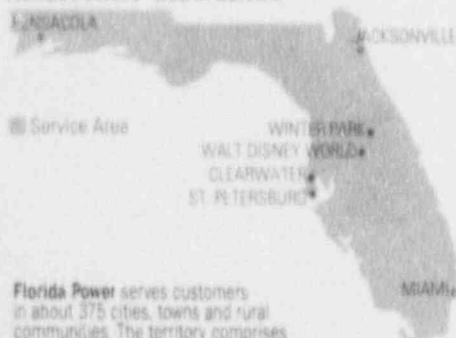 PENSACOLA
JACKSONVILLE
Service Area
WINTER PARK
WALT DISNEY WORLD
CLEARWATER
ST. PETERSBURG
MIAMI
Florida Power serves customers
in about 375 cities, towns and rural
communities. The territory comprises